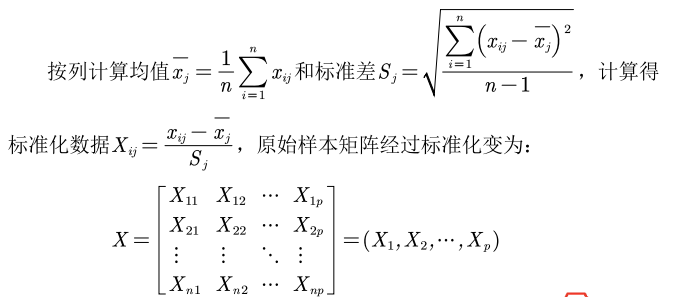 按列计算均值 $\overline{x_j}=\frac{1}{n}\sum_{i=1}^{n}x_{ij}$ 和标准差 $S_j=\sqrt{\frac{\sum_{i=1}^{n}\left(x_{ij}-\overline{x_j}\right)^2}{n-1}}$，计算得
标准化数据 $X_{ij}=\frac{x_{ij}-\overline{x_j}}{S_j}$，原始样本矩阵经过标准化变为：
$X=\begin{bmatrix}X_{11}&X_{12}&\cdots&X_{1p}\\X_{21}&X_{22}&\cdots&X_{2p}\\\vdots&\vdots&\ddots&\vdots\\X_{n1}&X_{n2}&\cdots&X_{np}\end{bmatrix}=(X_1,X_2,\cdots,X_p)$